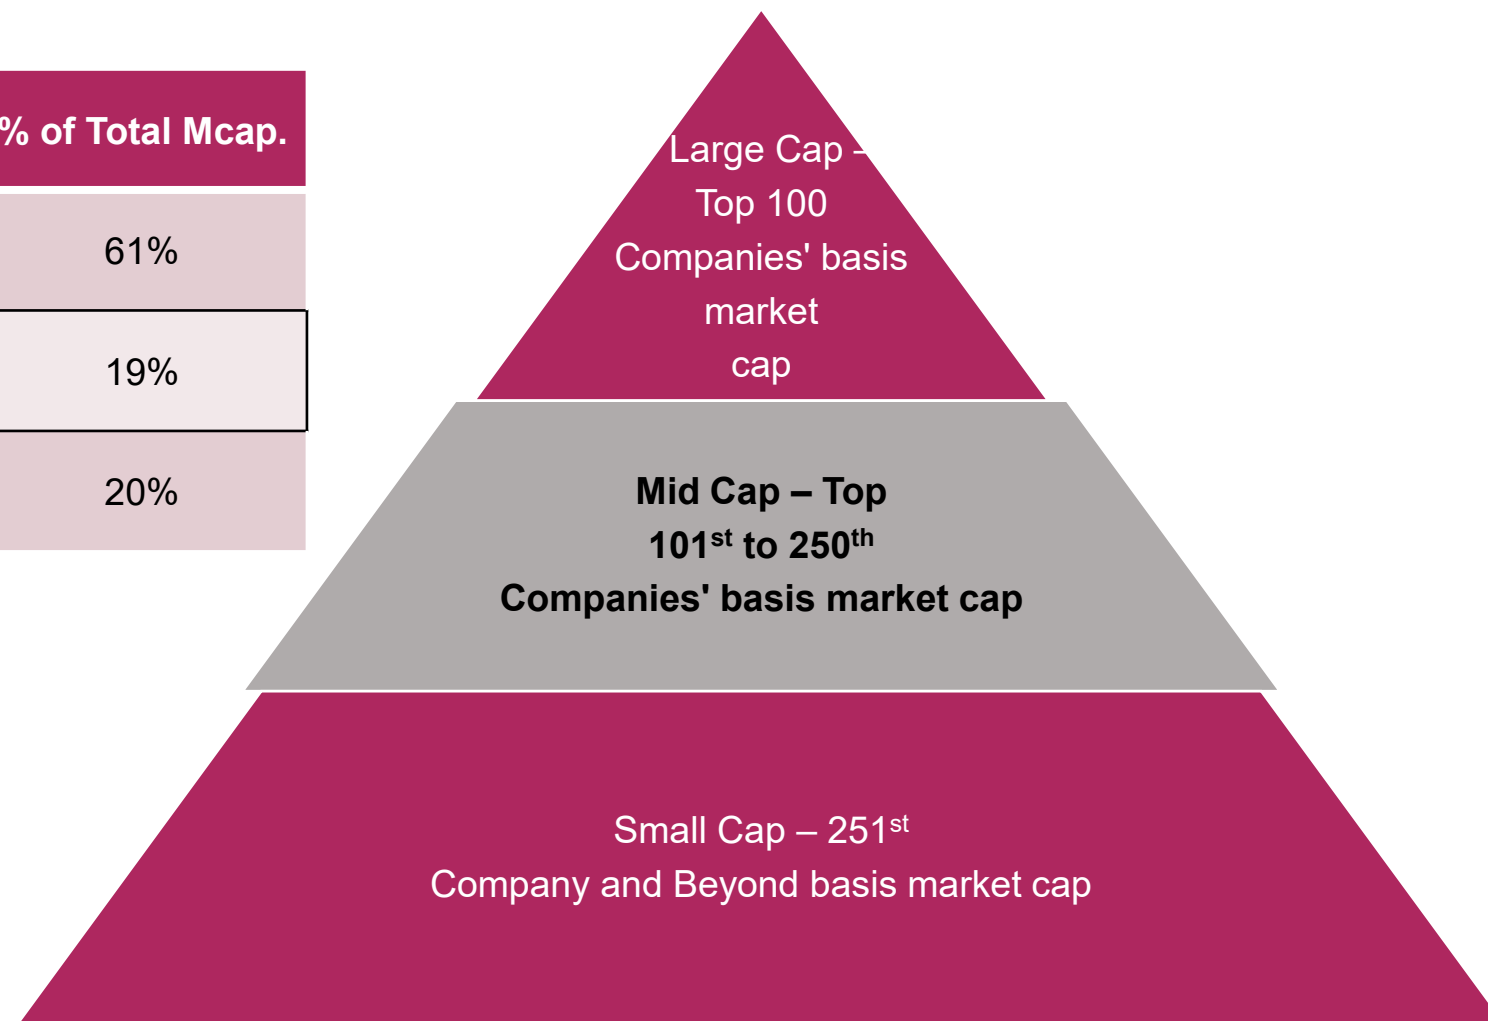 % of Total Mcap.
61%
19%
20%
Large Cap –
Top 100
Companies' basis
market
cap
Mid Cap – Top
101st to 250th
Companies' basis market cap
Small Cap – 251st
Company and Beyond basis market cap